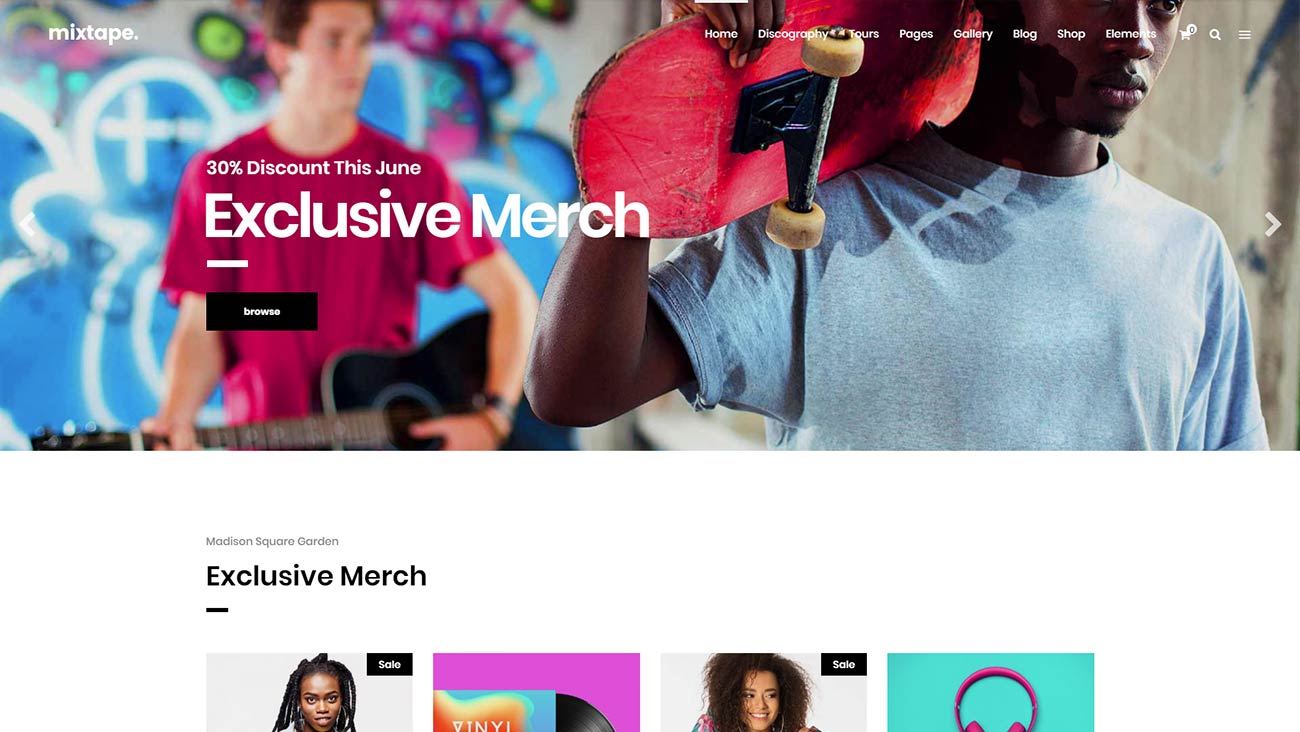 mixtape.
Home Discography Tours Pages Gallery Blog Shop Elements 0
30% Discount This June
Exclusive Merch
browse
Madison Square Garden
Exclusive Merch
Sale
Sale
VINYL